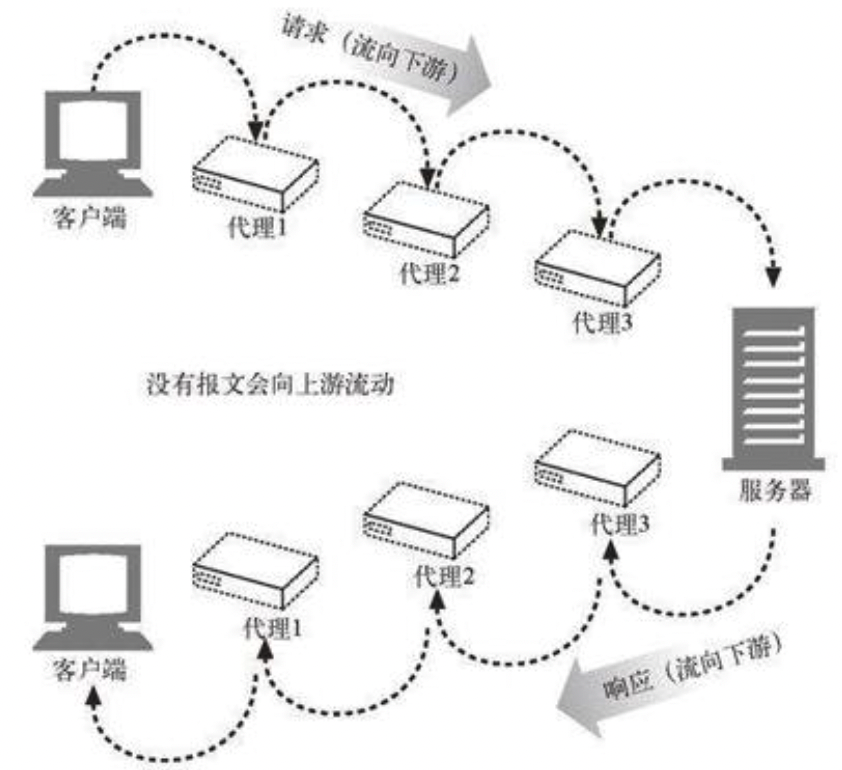 请求（流向下游）
客户端
代理1
代理2
代理3
没有报文会向上游流动
服务器
代理3
代理2
代理1
客户端
响应（流向下游）